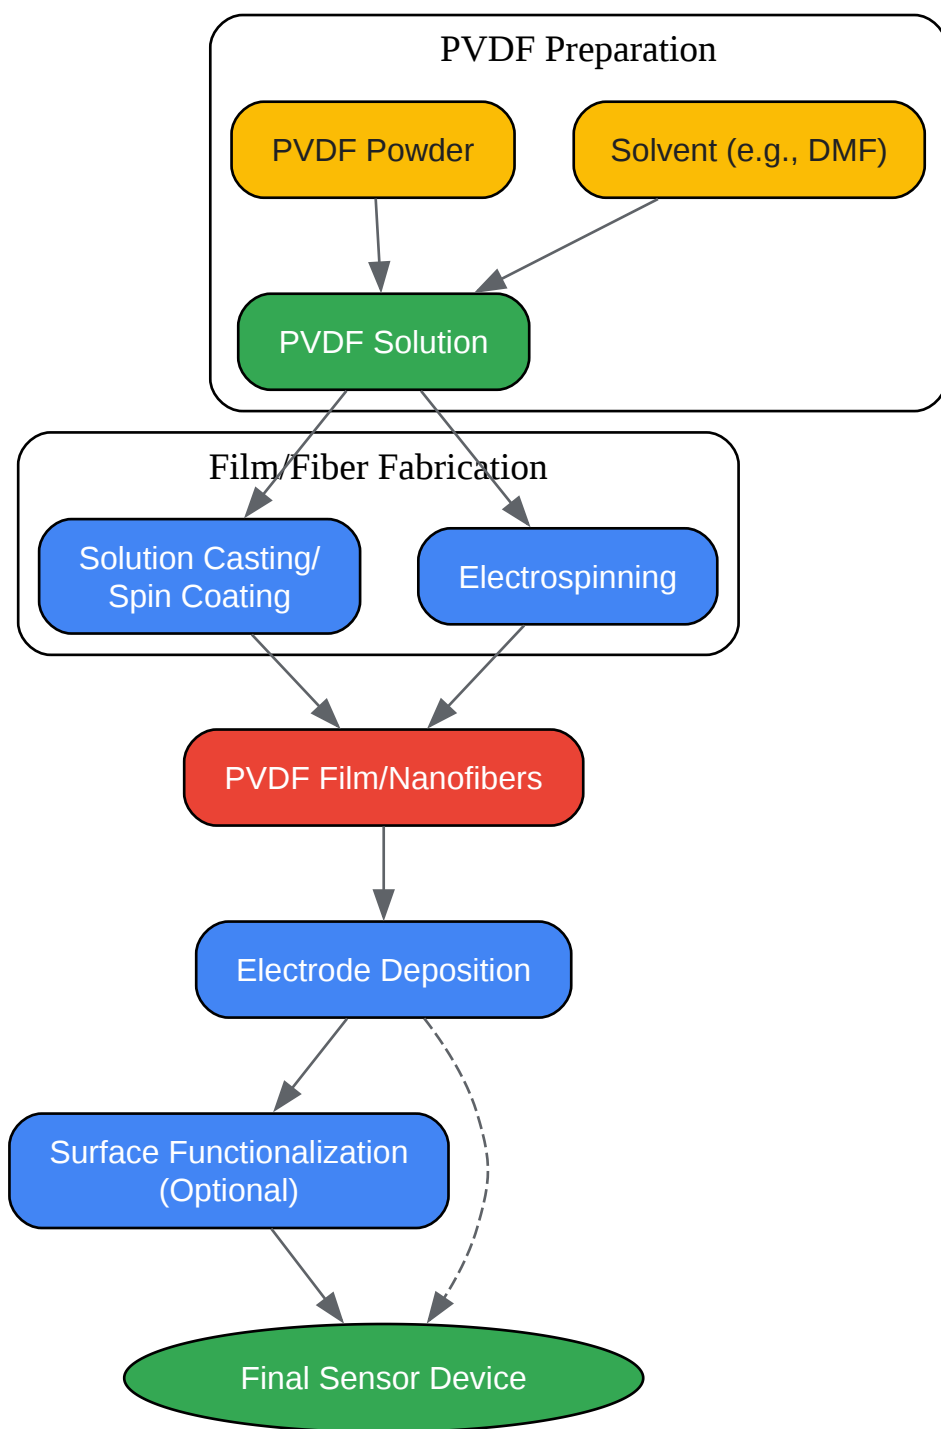 PVDF Preparation
PVDF Powder
Solvent (e.g., DMF)
PVDF Solution
Film/Fiber Fabrication
Solution Casting/
Spin Coating
Electrospinning
PVDF Film/Nanofibers
Electrode Deposition
Surface Functionalization
(Optional)
Final Sensor Device